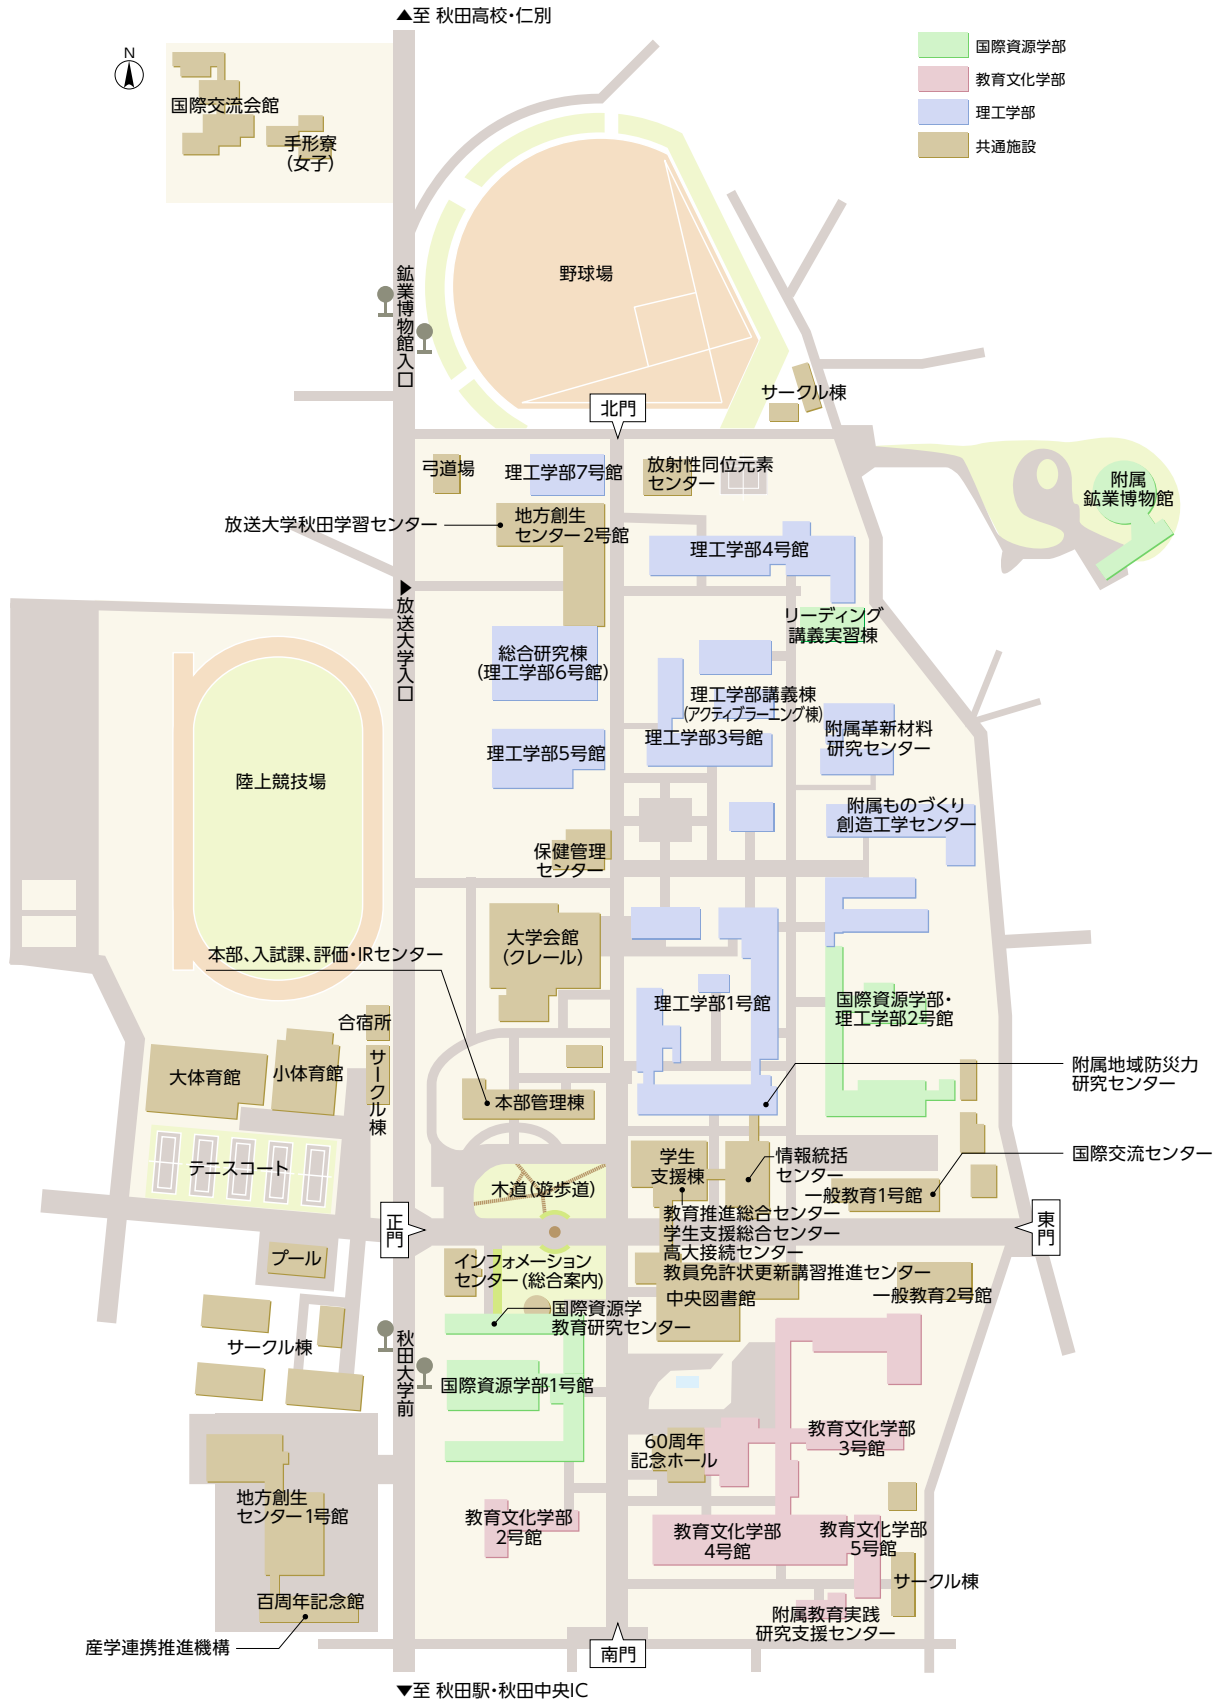 ▲至 秋田高校・仁別
N
国際資源学部
教育文化学部
理工学部
共通施設
国際交流会館
手形寮
(女子)
鉱業博物館入口
野球場
サークル棟
北門
弓道場
理工学部7号館
放射性同位元素
センター
附属
鉱業博物館
放送大学秋田学習センター
地方創生
センター2号館
理工学部4号館
▶放送大学入口
リーディング
講義実習棟
総合研究棟
(理工学部6号館)
理工学部講義棟
(アクティブラーニング棟)
理工学部3号館
附属革新材料
研究センター
理工学部5号館
陸上競技場
附属ものづくり
創造工学センター
保健管理
センター
大学会館
(クレール)
本部、入試課、評価・IRセンター
理工学部1号館
国際資源学部・
理工学部2号館
合宿所
サークル棟
大体育館
小体育館
本部管理棟
附属地域防災力
研究センター
テニスコート
学生
支援棟
情報統括
センター
国際交流センター
一般教育1号館
木道(遊歩道)
正門
東門
教育推進総合センター
学生支援総合センター
高大接続センター
教員免許状更新講習推進センター
プール
インフォメーション
センター(総合案内)
中央図書館
一般教育2号館
国際資源学
教育研究センター
サークル棟
秋田大学前
国際資源学部1号館
60周年
記念ホール
教育文化学部
3号館
地方創生
センター1号館
教育文化学部
2号館
教育文化学部
4号館
教育文化学部
5号館
サークル棟
百周年記念館
附属教育実践
研究支援センター
産学連携推進機構
南門
▼至 秋田駅・秋田中央IC